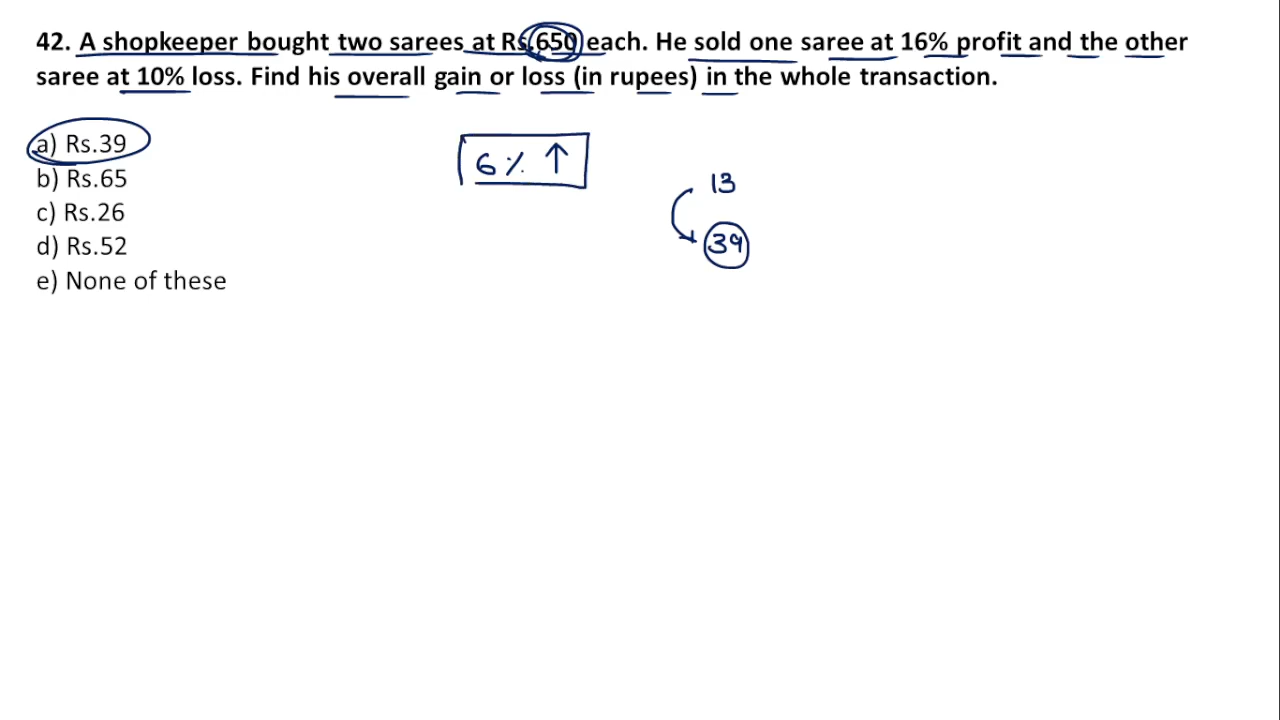 42. A shopkeeper bought two sarees at Rs.650 each. He sold one saree at 16% profit and the other
saree at 10% loss. Find his overall gain or loss (in rupees) in the whole transaction.
a) Rs.39
b) Rs.65
c) Rs.26
d) Rs.52
e) None of these
6% ↑
13
39